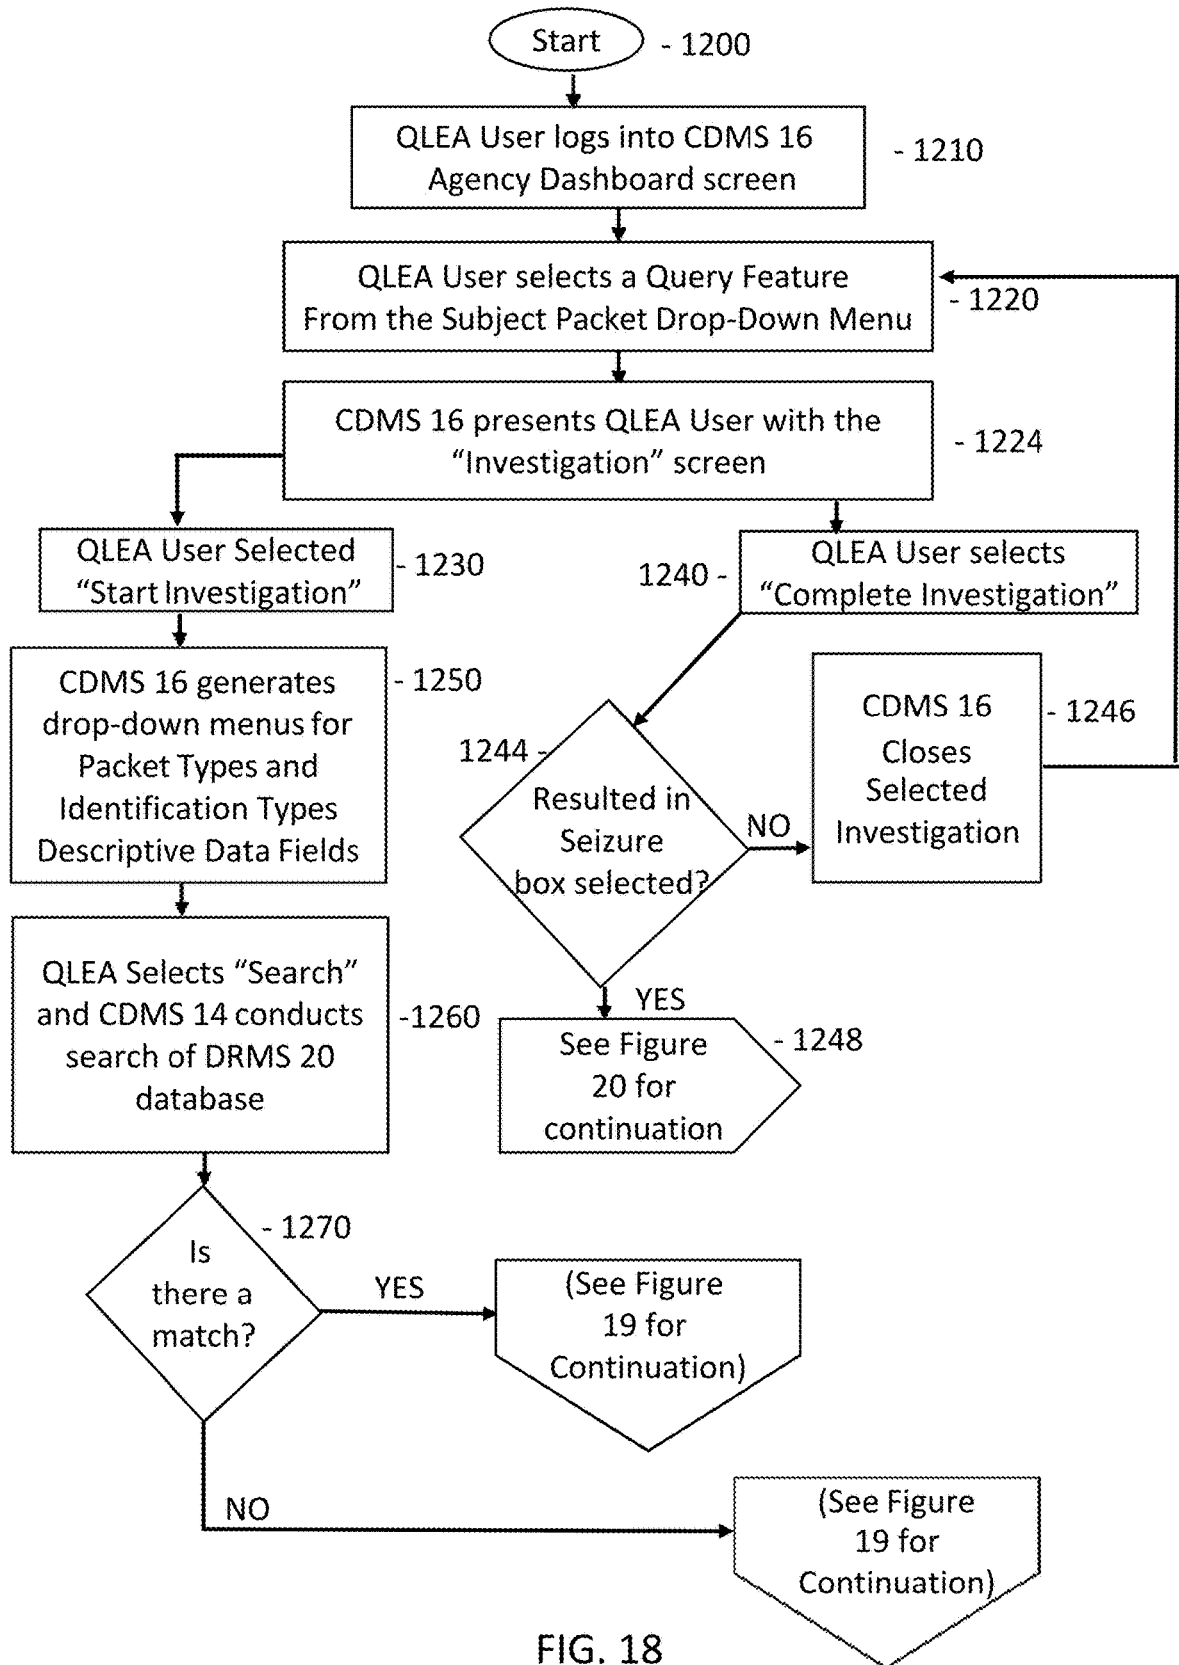 Start
- 1200
QLEA User logs into CDMS 16
Agency Dashboard screen
- 1210
QLEA User selects a Query Feature
From the Subject Packet Drop-Down Menu
- 1220
CDMS 16 presents QLEA User with the
“Investigation” screen
- 1224
QLEA User Selected
“Start Investigation”
- 1230
1240 -
QLEA User selects
“Complete Investigation”
CDMS 16 generates
drop-down menus for
Packet Types and
Identification Types
Descriptive Data Fields
- 1250
1244 -
Resulted in
Seizure
box selected?
NO
CDMS 16
Closes
Selected
Investigation
- 1246
YES
QLEA Selects “Search”
and CDMS 14 conducts
search of DRMS 20
database
-1260
See Figure
20 for
continuation
- 1248
Is
there a
match?
- 1270
YES
(See Figure
19 for
Continuation)
NO
(See Figure
19 for
Continuation)
FIG. 18